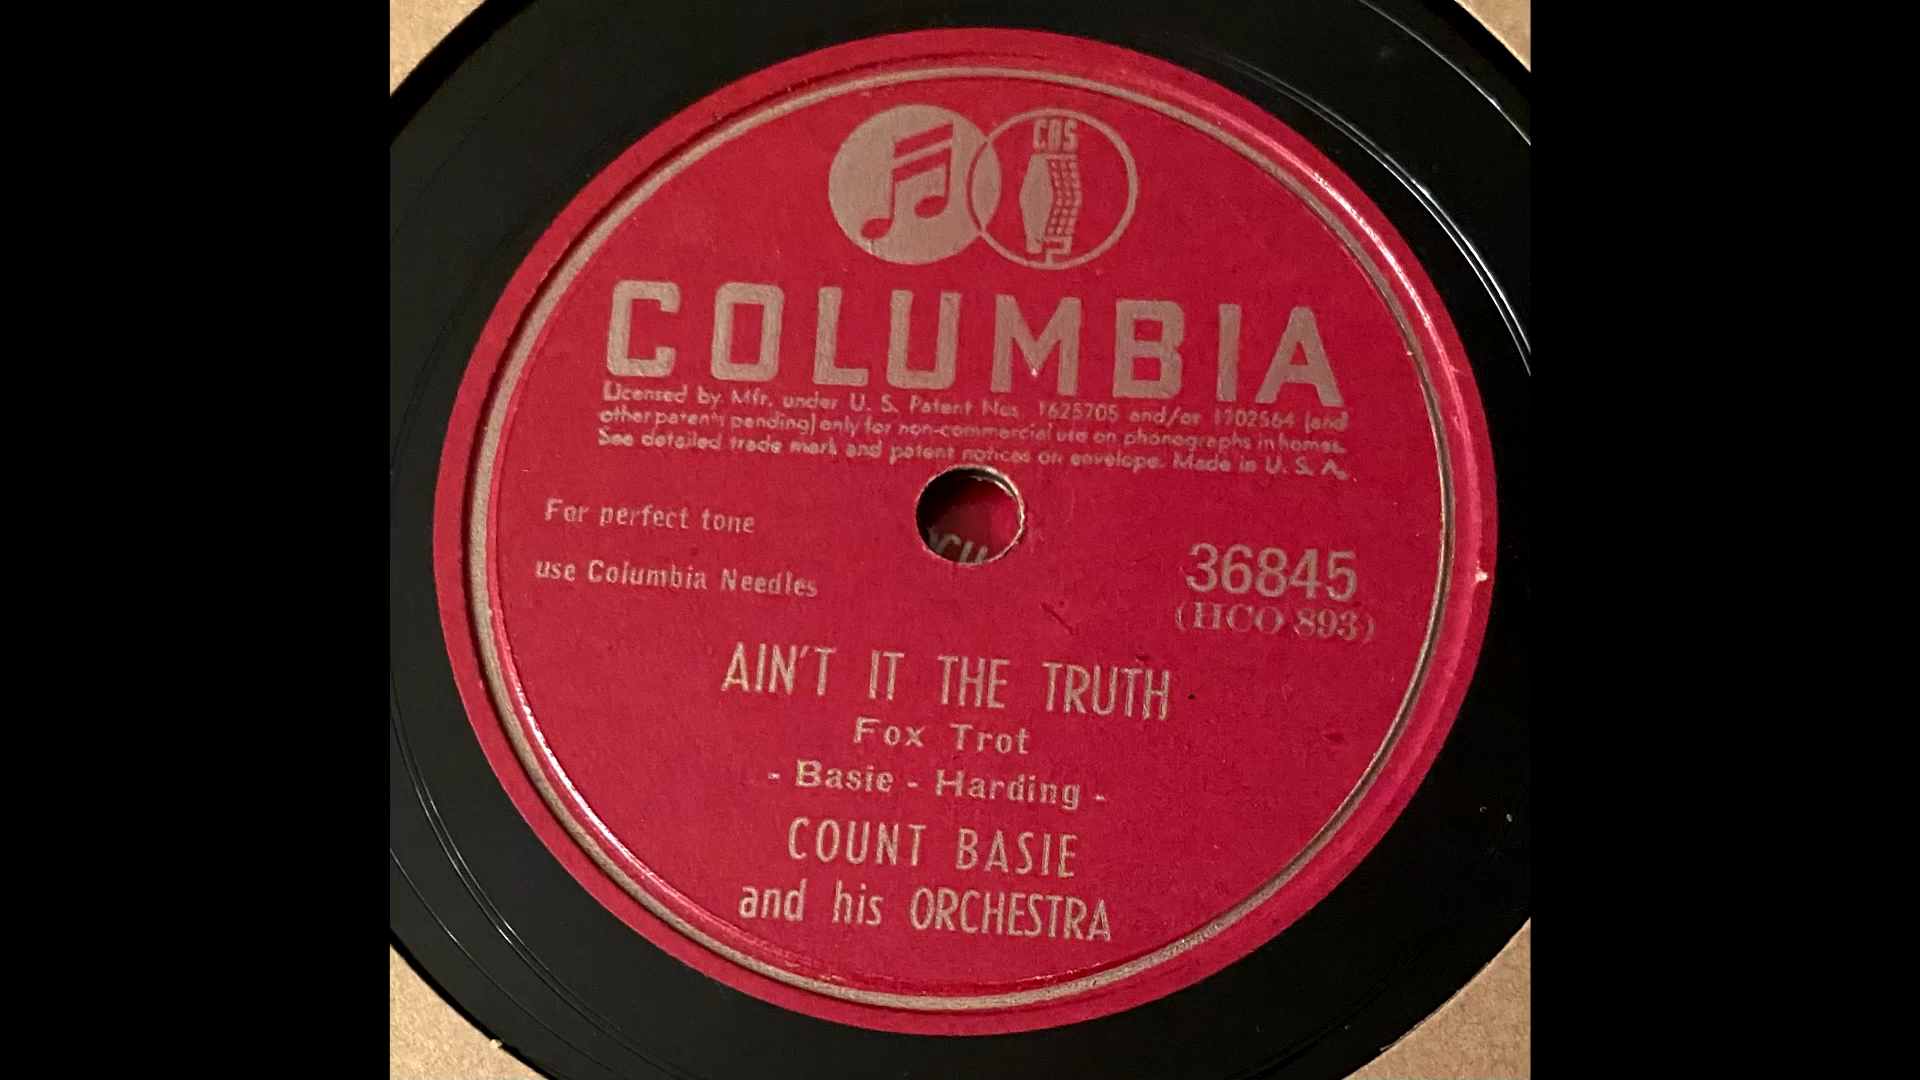 CBS
COLUMBIA
Licensed by Mfr. under U. S. Patent Nos. 1625705 and/or 1702564 (and
other patents pending) only for non-commercial use on phonographs in homes.
See detailed trade mark and patent notices on envelope. Made in U. S. A.
For perfect tone
use Columbia Needles
36845
(HCO 893)
AIN'T IT THE TRUTH
Fox Trot
- Basie - Harding -
COUNT BASIE
and his ORCHESTRA